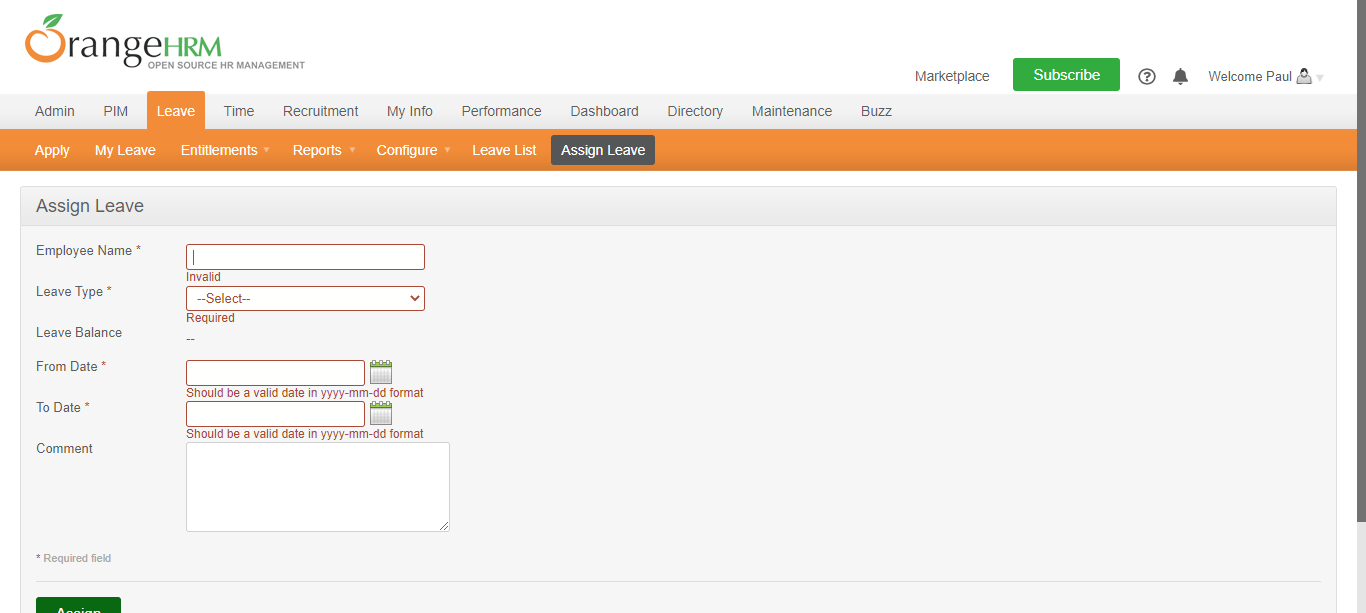 OrangeHRM
OPEN SOURCE HR MANAGEMENT
Marketplace Subscribe ? Welcome Paul
Admin PIM Leave Time Recruitment My Info Performance Dashboard Directory Maintenance Buzz
Apply My Leave Entitlements Reports Configure Leave List Assign Leave
Assign Leave
Employee Name *
Invalid
Leave Type * --Select--
Required
Leave Balance --
From Date *
Should be a valid date in yyyy-mm-dd format
To Date *
Should be a valid date in yyyy-mm-dd format
Comment
* Required field
Assign